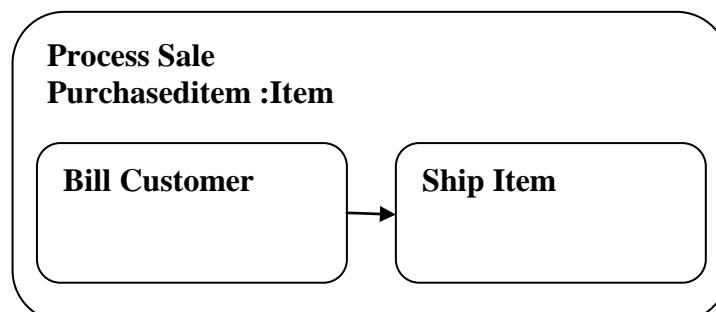 Process Sale
Purchaseditem :Item
Bill Customer
Ship Item